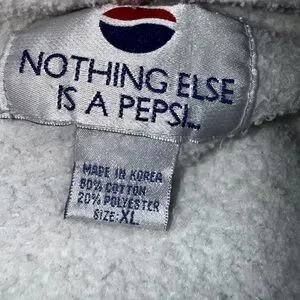 NOTHING ELSE
IS A PEPSI...
MADE IN KOREA
80% COTTON
20% POLYESTER
SIZE: XL